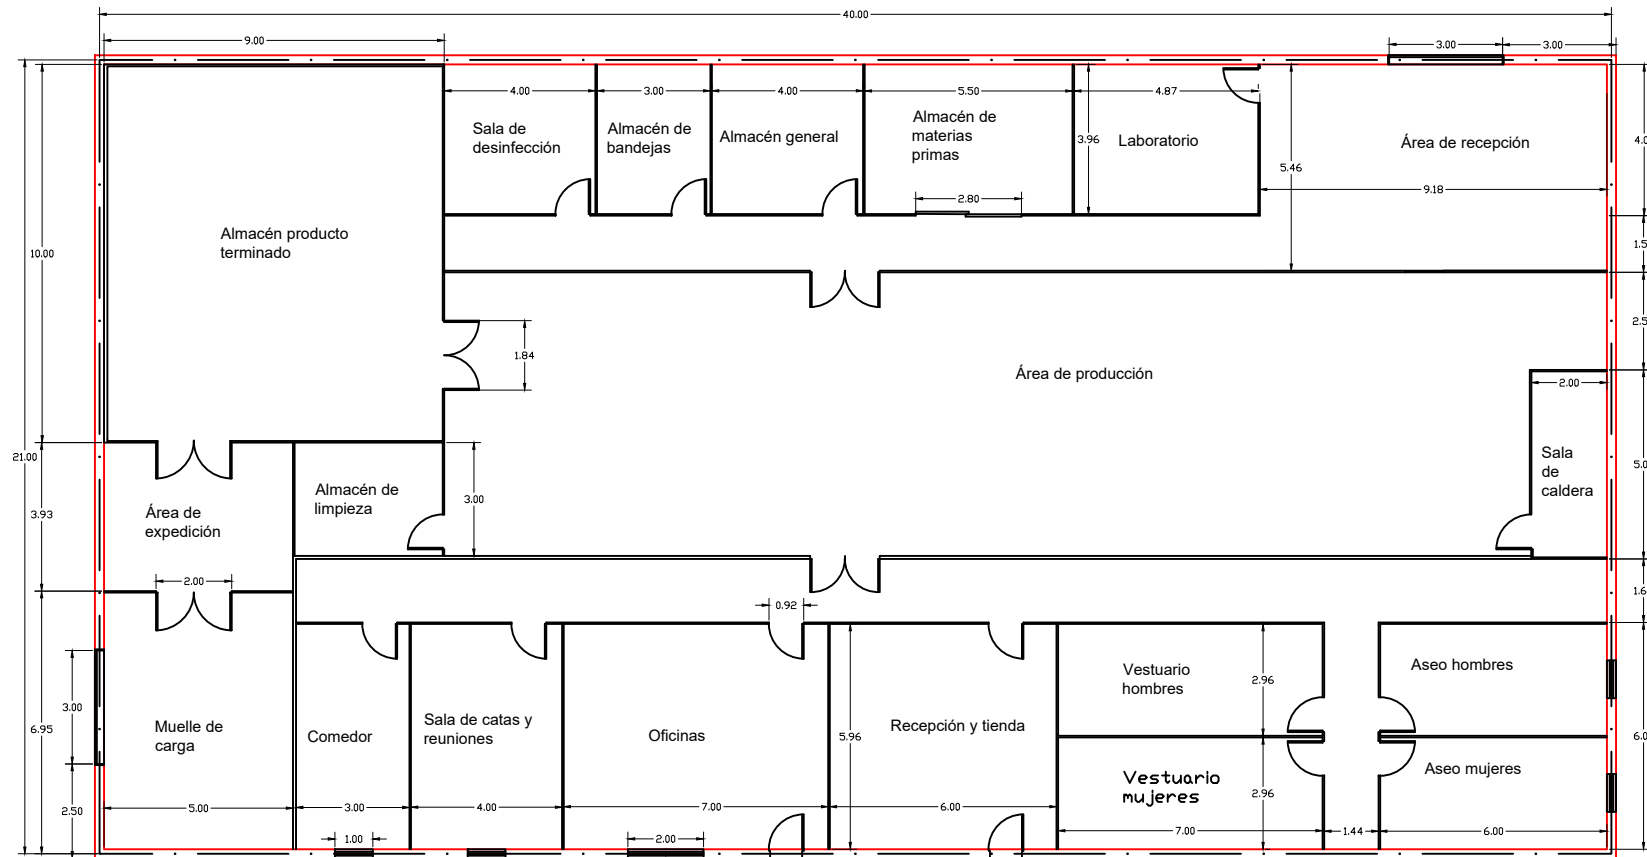 40.00
9.00
3.00
3.00
4.00
3.00
4.00
5.50
4.87
Sala de
desinfección
Almacén de
bandejas
Almacén general
Almacén de
materias
primas
3.96
Laboratorio
Área de recepción
5.46
9.18
2.80
Almacén producto
terminado
10.00
1.84
Área de producción
2.00
21.00
Sala
de
caldera
Almacén de
limpieza
3.00
Área de
expedición
3.93
2.00
0.92
6.95
3.00
Muelle de
carga
Comedor
Sala de catas y
reuniones
Oficinas
5.96
Recepción y tienda
Vestuario
hombres
2.96
Aseo hombres
Vestuario
mujeres
2.96
Aseo mujeres
2.50
5.00
3.00
4.00
7.00
6.00
7.00
1.44
6.00
1.00
2.00